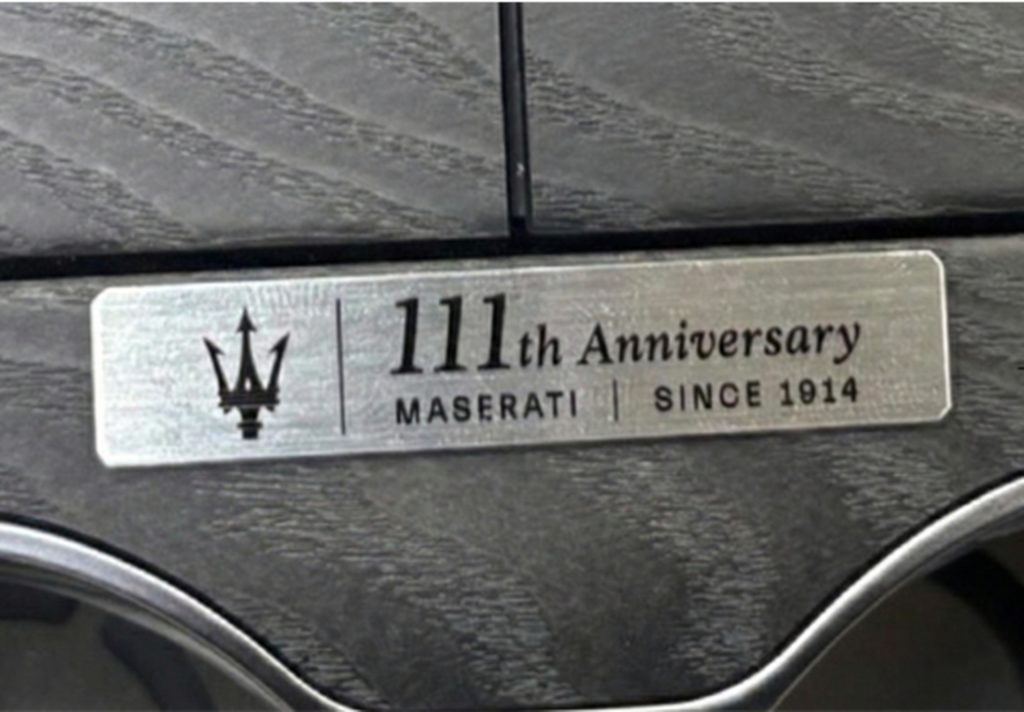 111th Anniversary
MASERATI | SINCE 1914